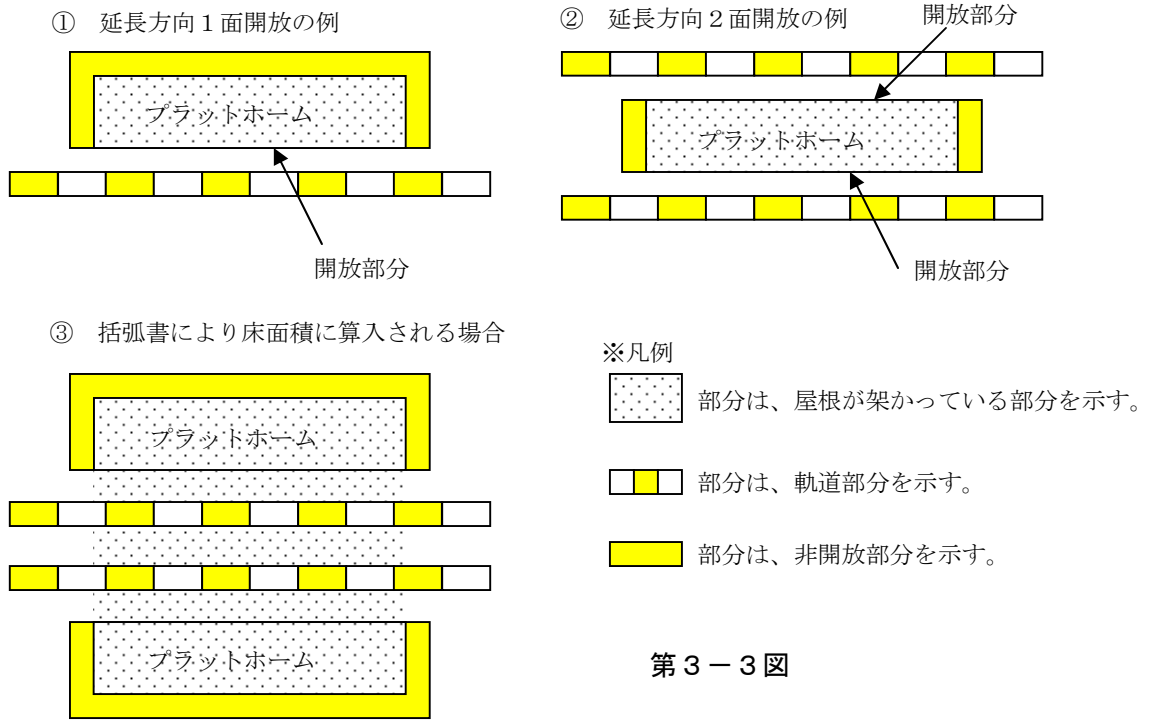 ①　延長方向１面開放の例
プラットホーム
開放部分
②　延長方向２面開放の例
開放部分
プラットホーム
開放部分
③　括弧書により床面積に算入される場合
プラットホーム
プラットホーム
※凡例
部分は、屋根が架かっている部分を示す。
部分は、軌道部分を示す。
部分は、非開放部分を示す。
第３－３図